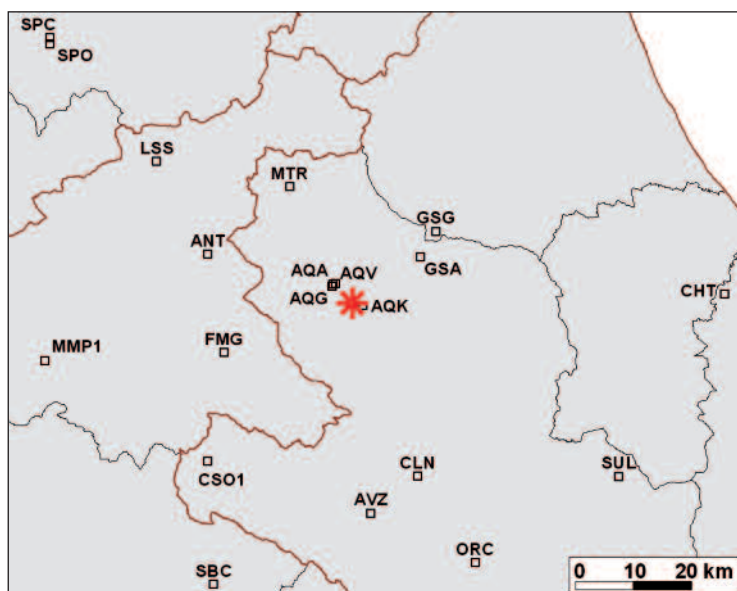 SPC
SPO
LSS
MTR
GSG
ANT
GSA
AQA AQV
AQG
AQK
CHT
MMP1
FMG
CSO1
CLN
SUL
AVZ
ORC
SBC
0 10 20 km